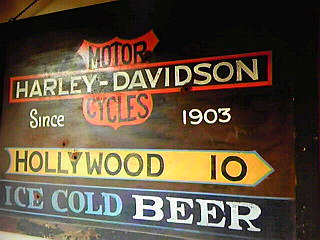 MOTOR
HARLEY-DAVIDSON
CYCLES
Since 1903
HOLLYWOOD 10
ICE COLD BEER